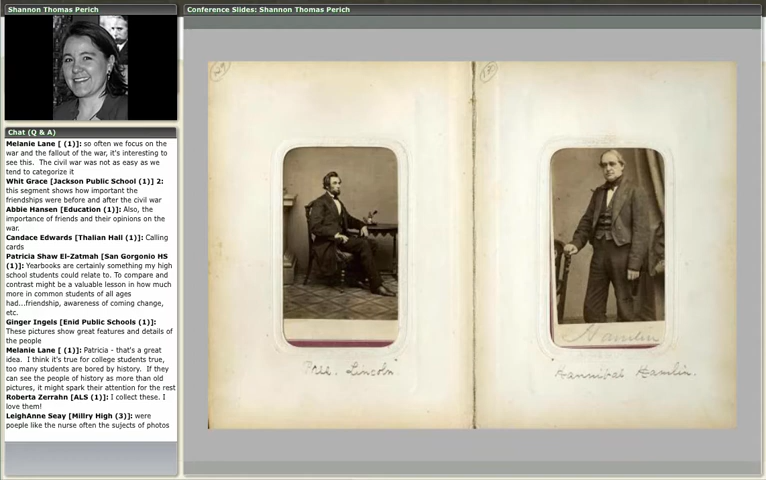 Shannon Thomas Perich
Conference Slides: Shannon Thomas Perich
Chat (Q & A)
Melanie Lane [ (1)]: so often we focus on the
war and the fallout of the war, it's interesting to
see this. The civil war was not as easy as we
tend to categorize it
Whit Grace [Jackson Public School (1)] 2:
this segment shows how important the
friendships were before and after the civil war
Abbie Hansen [Education (1)]: Also, the
importance of friends and their opinions on the
war.
Candace Edwards [Thalian Hall (1)]: Calling
cards
Patricia Shaw El-Zatmah [San Gorgonio HS
(1)]: Yearbooks are certainly something my high
school students could relate to. To compare and
contrast might be a valuable lesson in how much
more in common students of all ages
had...friendship, awareness of coming change,
etc.
Ginger Ingels [Enid Public Schools (1)]:
These pictures show great features and details of
the people
Melanie Lane [ (1)]: Patricia - that's a great
idea. I think it's true for college students true,
too many students are bored by history. If they
can see the people of history as more than old
pictures, it might spark their attention for the rest
Roberta Zerrahn [ALS (1)]: I collect these. I
love them!
LeighAnne Seay [Millry High (3)]: were
poeple like the nurse often the sujects of photos
Pres. Lincoln
Hamlin
Hannibal Hamlin.